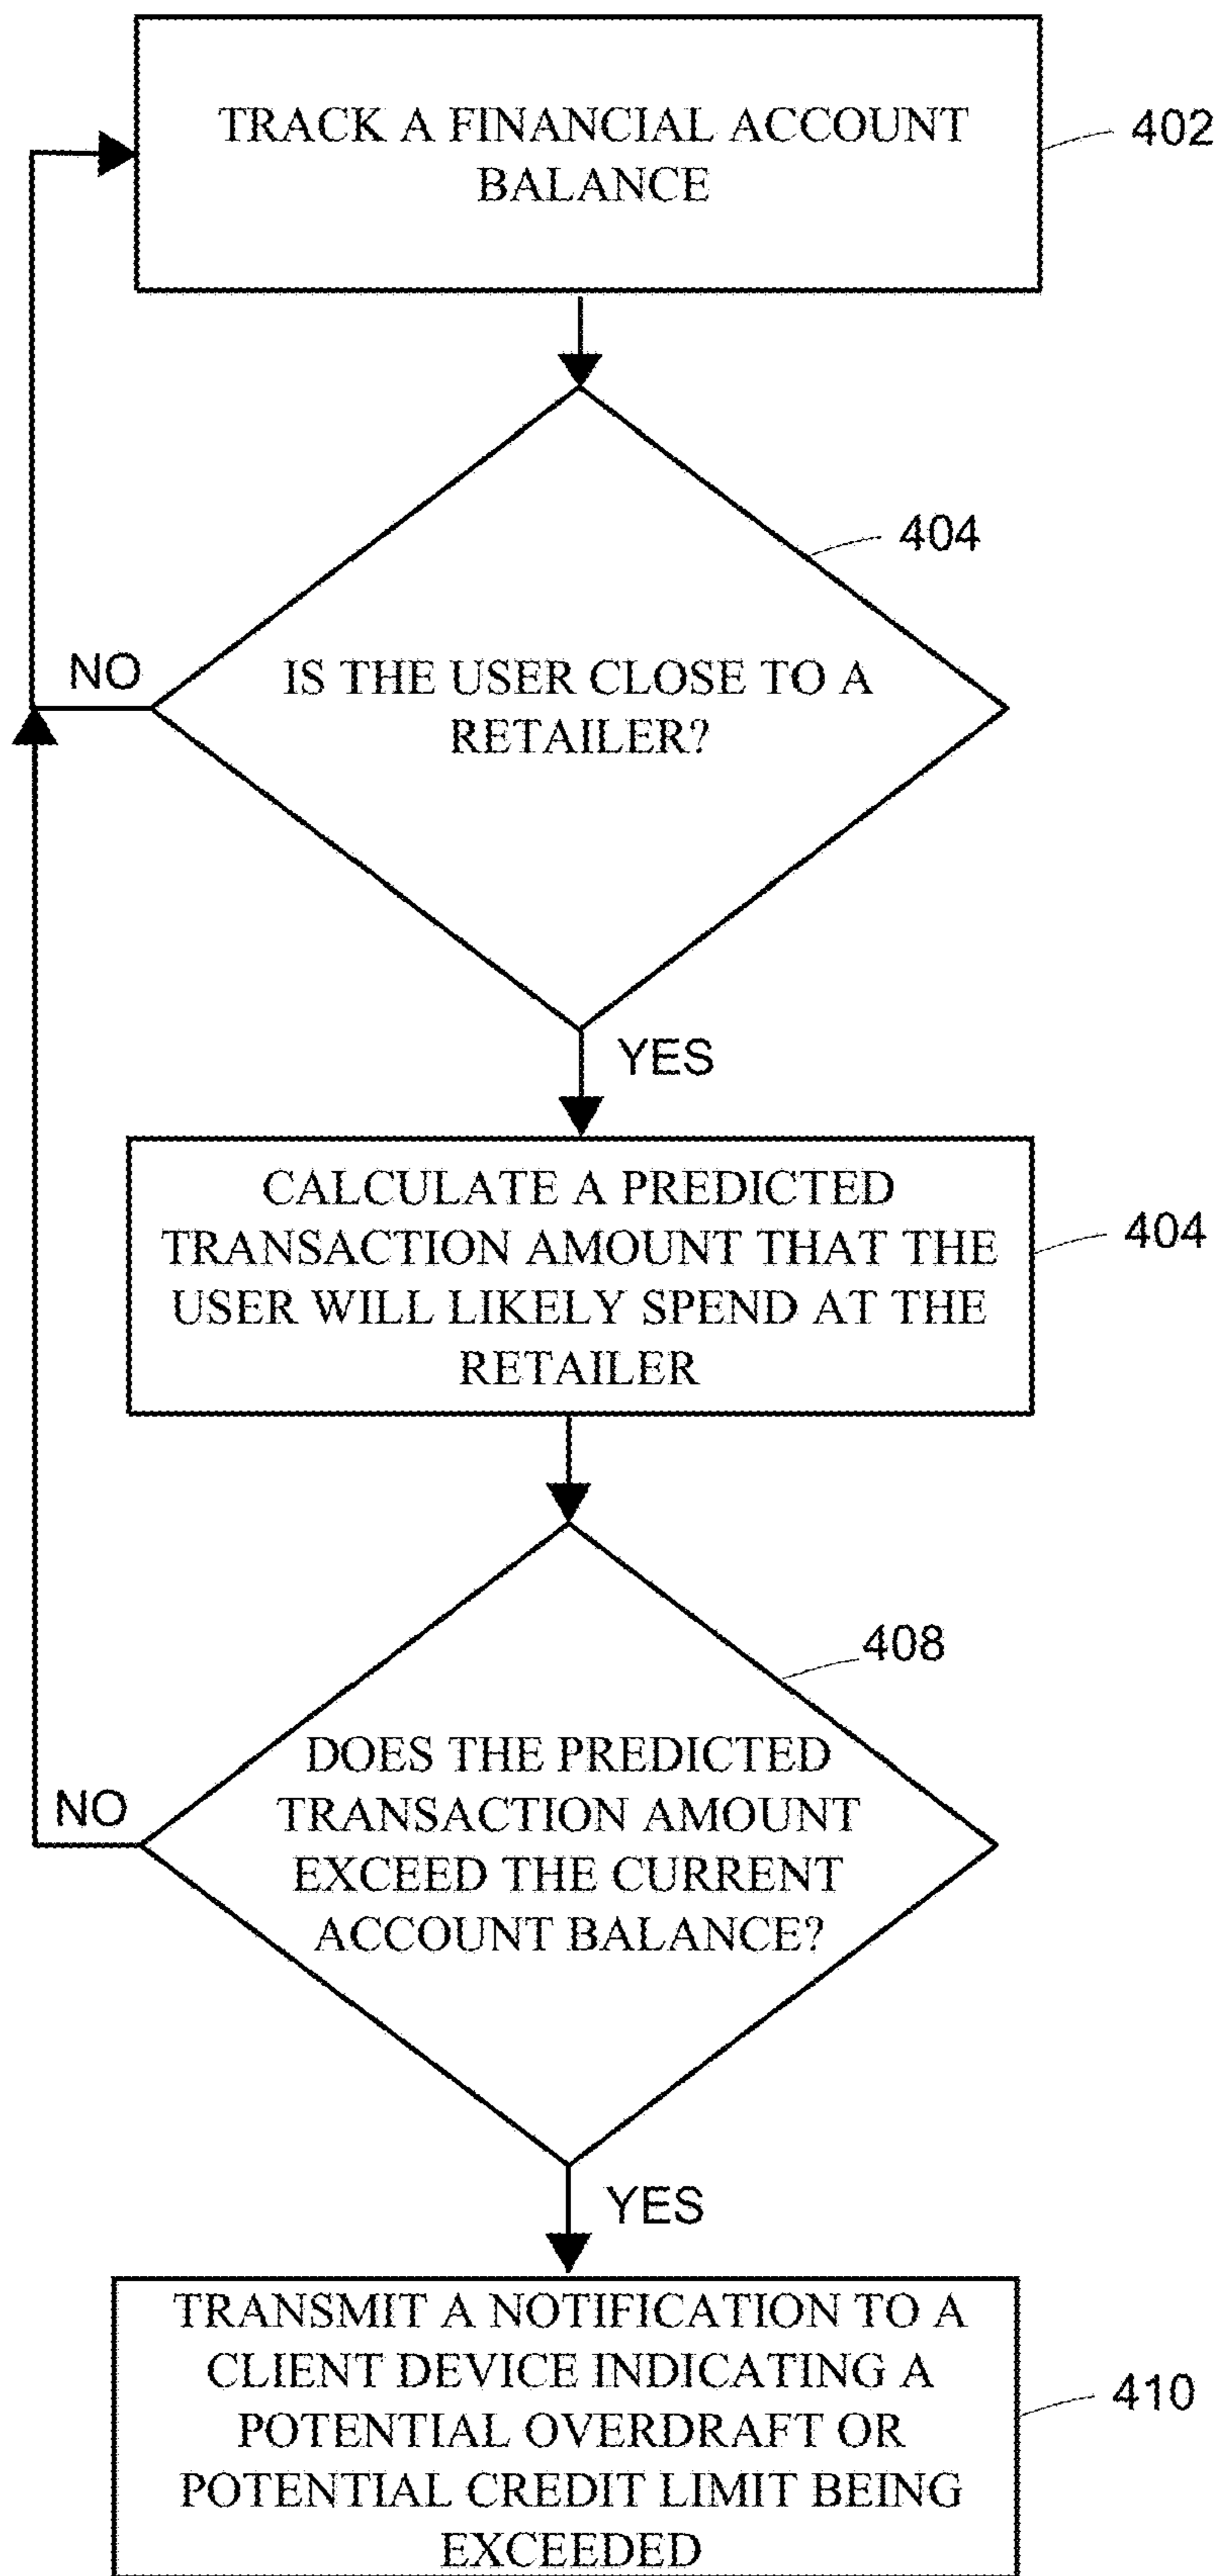 TRACK A FINANCIAL ACCOUNT
BALANCE
402
404
IS THE USER CLOSE TO A
RETAILER?
NO
YES
CALCULATE A PREDICTED
TRANSACTION AMOUNT THAT THE
USER WILL LIKELY SPEND AT THE
RETAILER
404
408
DOES THE PREDICTED
TRANSACTION AMOUNT
EXCEED THE CURRENT
ACCOUNT BALANCE?
NO
YES
TRANSMIT A NOTIFICATION TO A
CLIENT DEVICE INDICATING A
POTENTIAL OVERDRAFT OR
POTENTIAL CREDIT LIMIT BEING
EXCEEDED
410